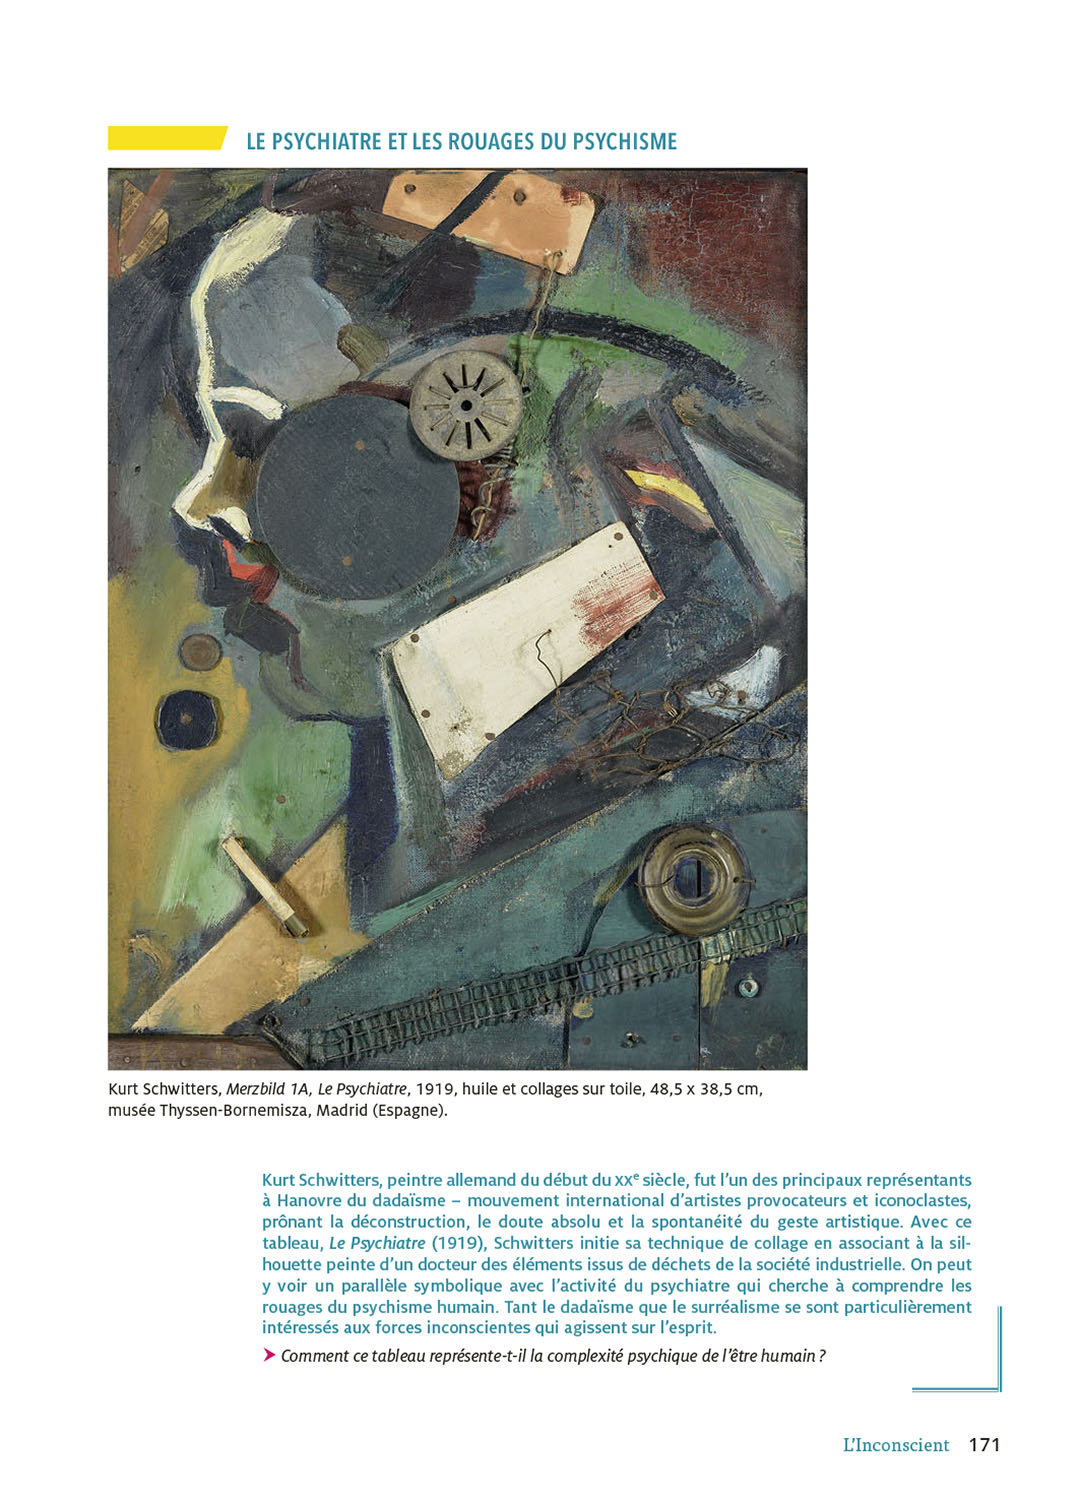 LE PSYCHIATRE ET LES ROUAGES DU PSYCHISME
Kurt Schwitters, Merzbild 1A, Le Psychiatre, 1919, huile et collages sur toile, 48,5 x 38,5 cm,
musée Thyssen-Bornemisza, Madrid (Espagne).
Kurt Schwitters, peintre allemand du début du XXe siècle, fut l’un des principaux représentants
à Hanovre du dadaïsme – mouvement international d’artistes provocateurs et iconoclastes,
prônant la déconstruction, le doute absolu et la spontanéité du geste artistique. Avec ce
tableau, Le Psychiatre (1919), Schwitters initie sa technique de collage en associant à la sil-
houette peinte d’un docteur des éléments issus de déchets de la société industrielle. On peut
y voir un parallèle symbolique avec l’activité du psychiatre qui cherche à comprendre les
rouages du psychisme humain. Tant le dadaïsme que le surréalisme se sont particulièrement
intéressés aux forces inconscientes qui agissent sur l’esprit.
➤ Comment ce tableau représente-t-il la complexité psychique de l’être humain ?
L’Inconscient 171